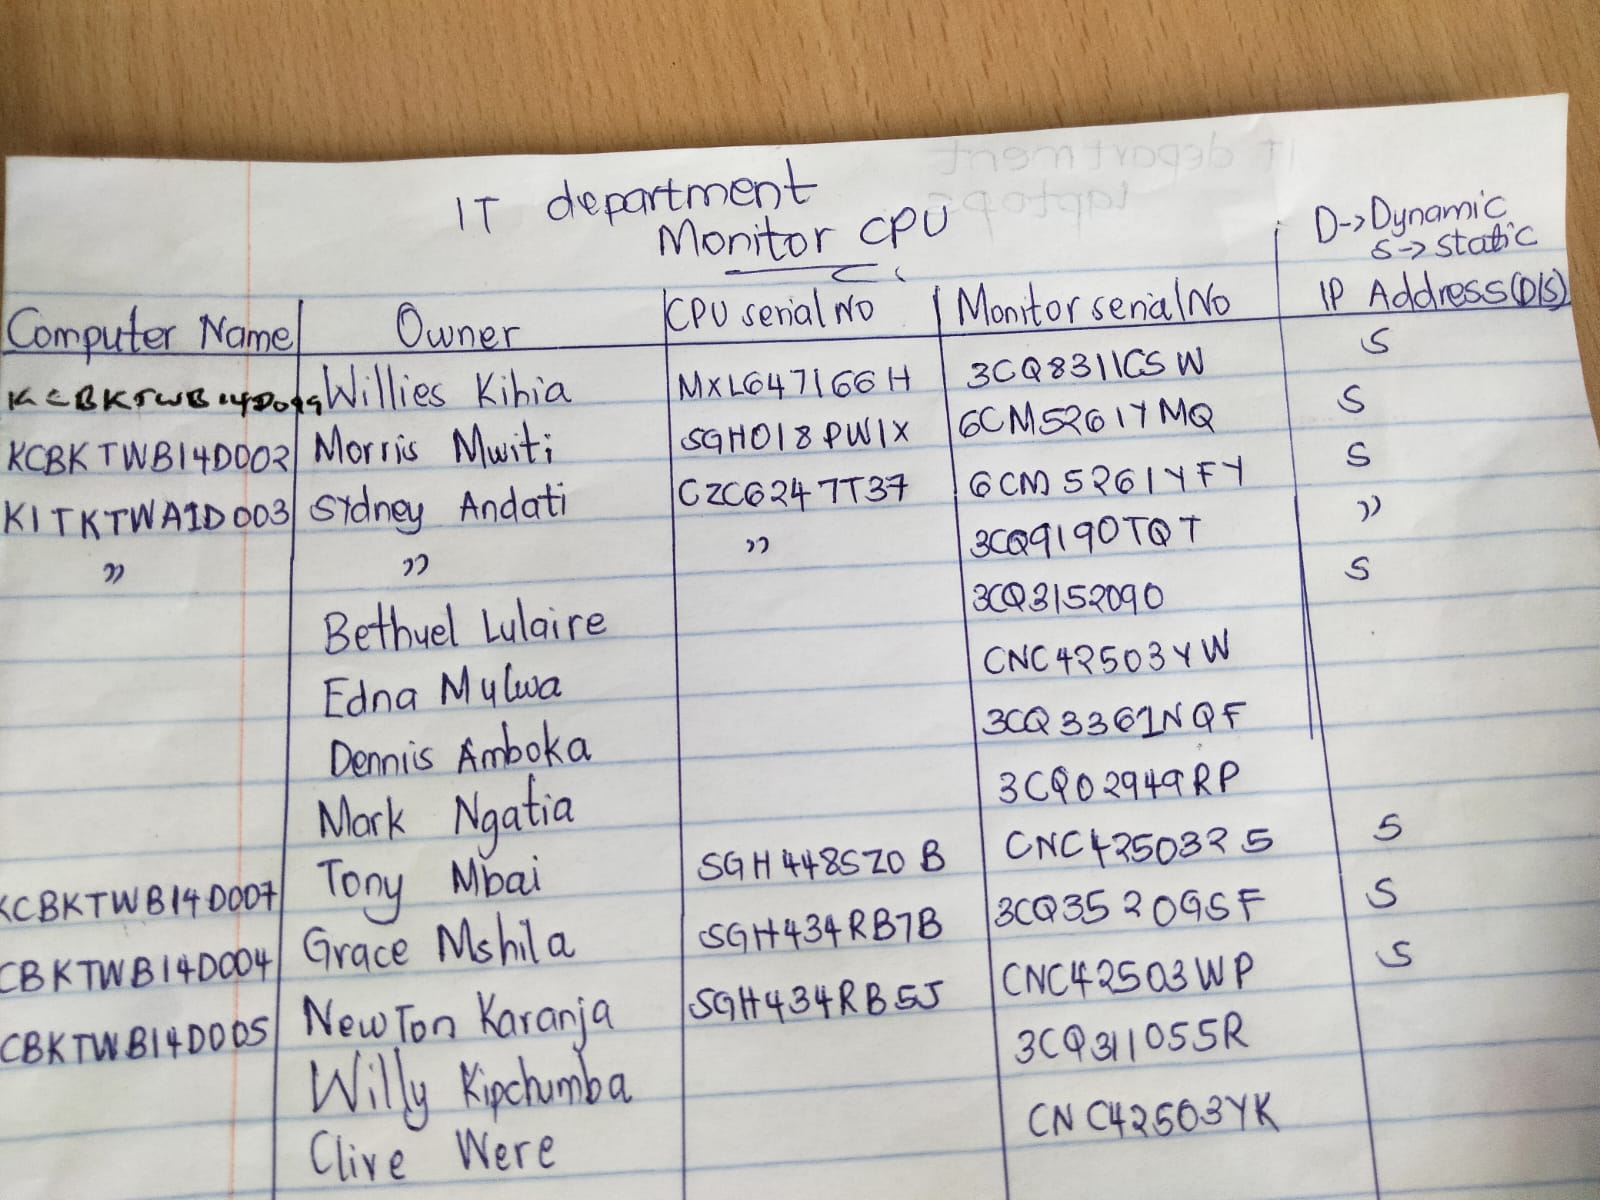 IT department
Monitor CPU
D->Dynamic
S->static
Computer Name Owner CPU serial No Monitor serial No IP Address(D/S)
Willies Kihia MXL647166H 3CQ8311CSW S
KCBKTWB14D002 Morris Mwiti SGH018PW1X 6CM5261YMQ S
KITKTWA1D003 Sydney Andati CZC6247T37 6CM5261YFY S
" " " 3CQ9190TQT "
Bethuel Lulaire 3CQ3152090 S
Edna Mulwa CNC42503YW
Dennis Amboka 3CQ3361NQF
Mark Ngatia 3CQ02949RP
KCBKTWB14D007 Tony Mbai SGH448SZ0B CNC4250325 S
CBKTWB14D004 Grace Mshila SGH434RB7B 3CQ3520GSF S
CBKTWB14D005 Newton Karanja SGH434RB5J CNC42503WP S
Willy Kipchumba 3CQ311055R
Clive Were CNC42503YK